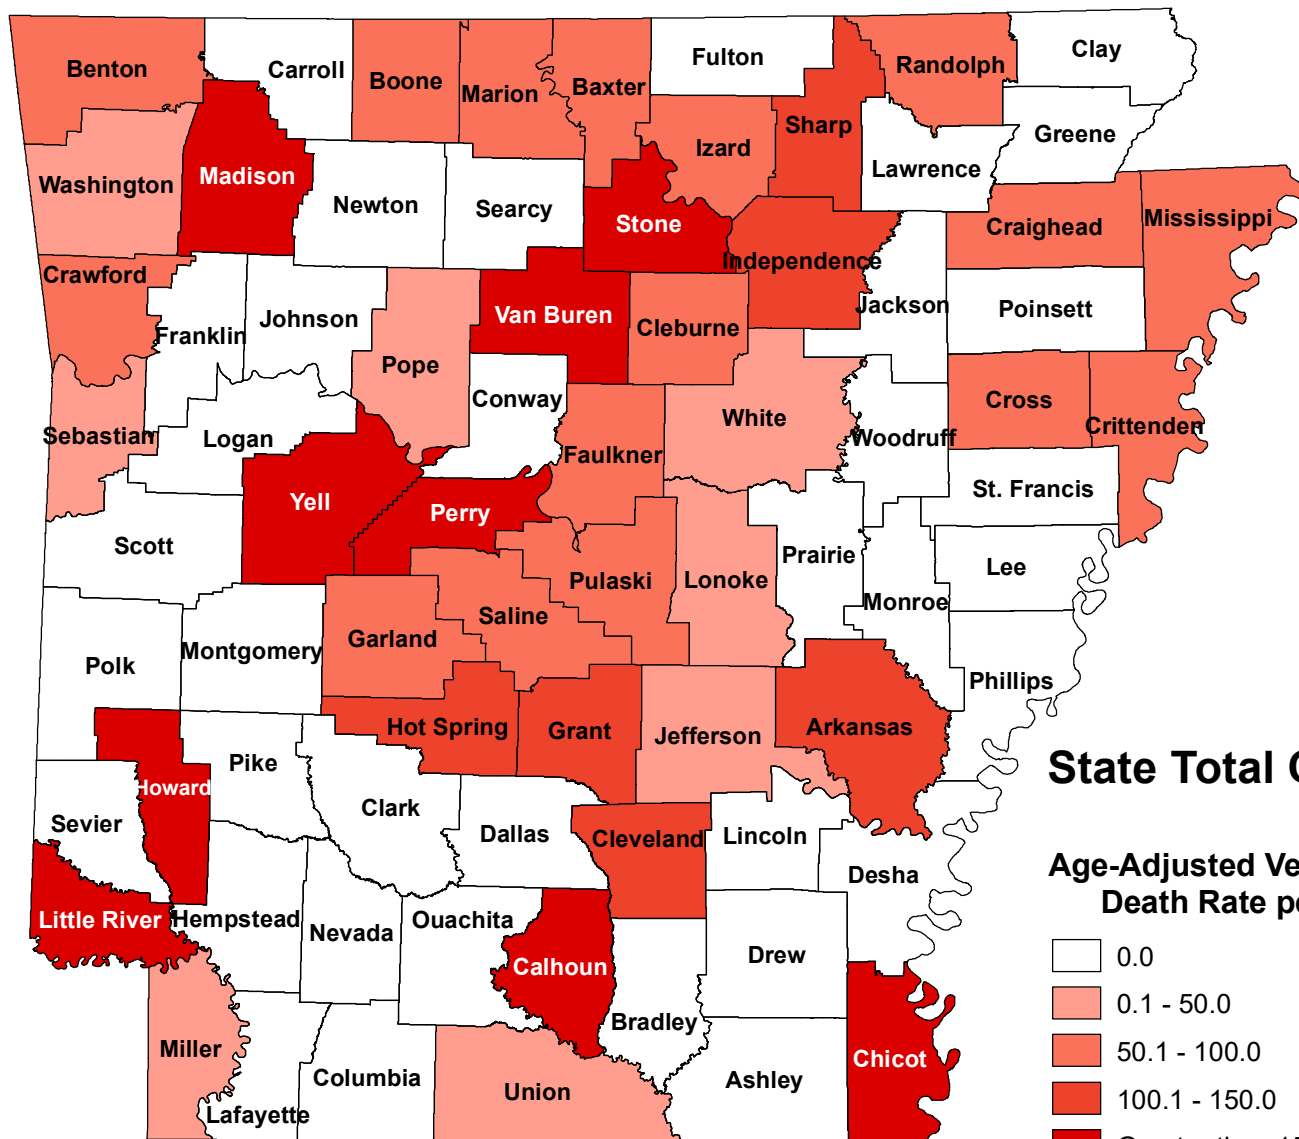 Benton
Carroll
Boone
Marion
Baxter
Fulton
Randolph
Clay
Sharp
Izard
Greene
Lawrence
Washington
Madison
Newton
Searcy
Stone
Craighead
Mississippi
Crawford
Independence
Jackson
Poinsett
Franklin
Johnson
Van Buren
Cleburne
Pope
Conway
White
Cross
Crittenden
Sebastian
Logan
Faulkner
Woodruff
St. Francis
Yell
Perry
Scott
Prairie
Lee
Pulaski
Lonoke
Monroe
Saline
Garland
Montgomery
Polk
Phillips
Hot Spring
Grant
Jefferson
Arkansas
Pike
Howard
Clark
Sevier
Dallas
Cleveland
Lincoln
Desha
Little River
Hempstead
Nevada
Ouachita
Calhoun
Drew
Bradley
Miller
Columbia
Union
Ashley
Chicot
Lafayette
State Total
Age-Adjusted Ve
Death Rate pe
0.0
0.1 - 50.0
50.1 - 100.0
100.1 - 150.0